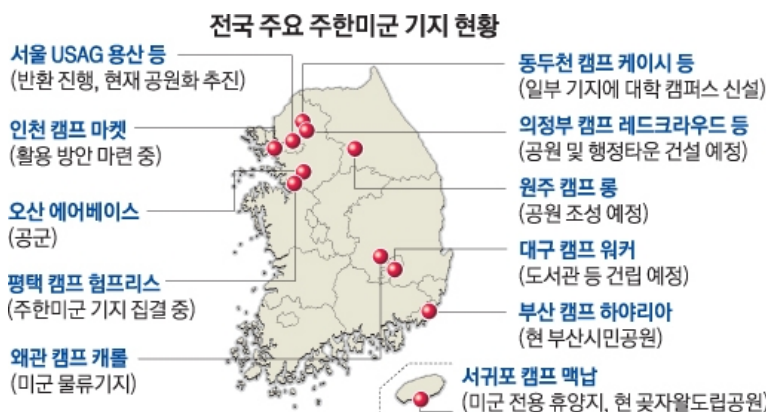 전국 주요 주한미군 기지 현황
서울 USAG 용산 등
(반환 진행, 현재 공원화 추진)
인천 캠프 마켓
(활용 방안 마련 중)
오산 에어베이스
(공군)
평택 캠프 험프리스
(주한미군 기지 집결 중)
왜관 캠프 캐롤
(미군 물류기지)
동두천 캠프 케이시 등
(일부 기지에 대학 캠퍼스 신설)
의정부 캠프 레드크라우드 등
(공원 및 행정타운 건설 예정)
원주 캠프 롱
(공원 조성 예정)
대구 캠프 워커
(도서관 등 건립 예정)
부산 캠프 하야리아
(현 부산시민공원)
서귀포 캠프 맥납
(미군 전용 휴양지, 현 곶자왈도립공원)